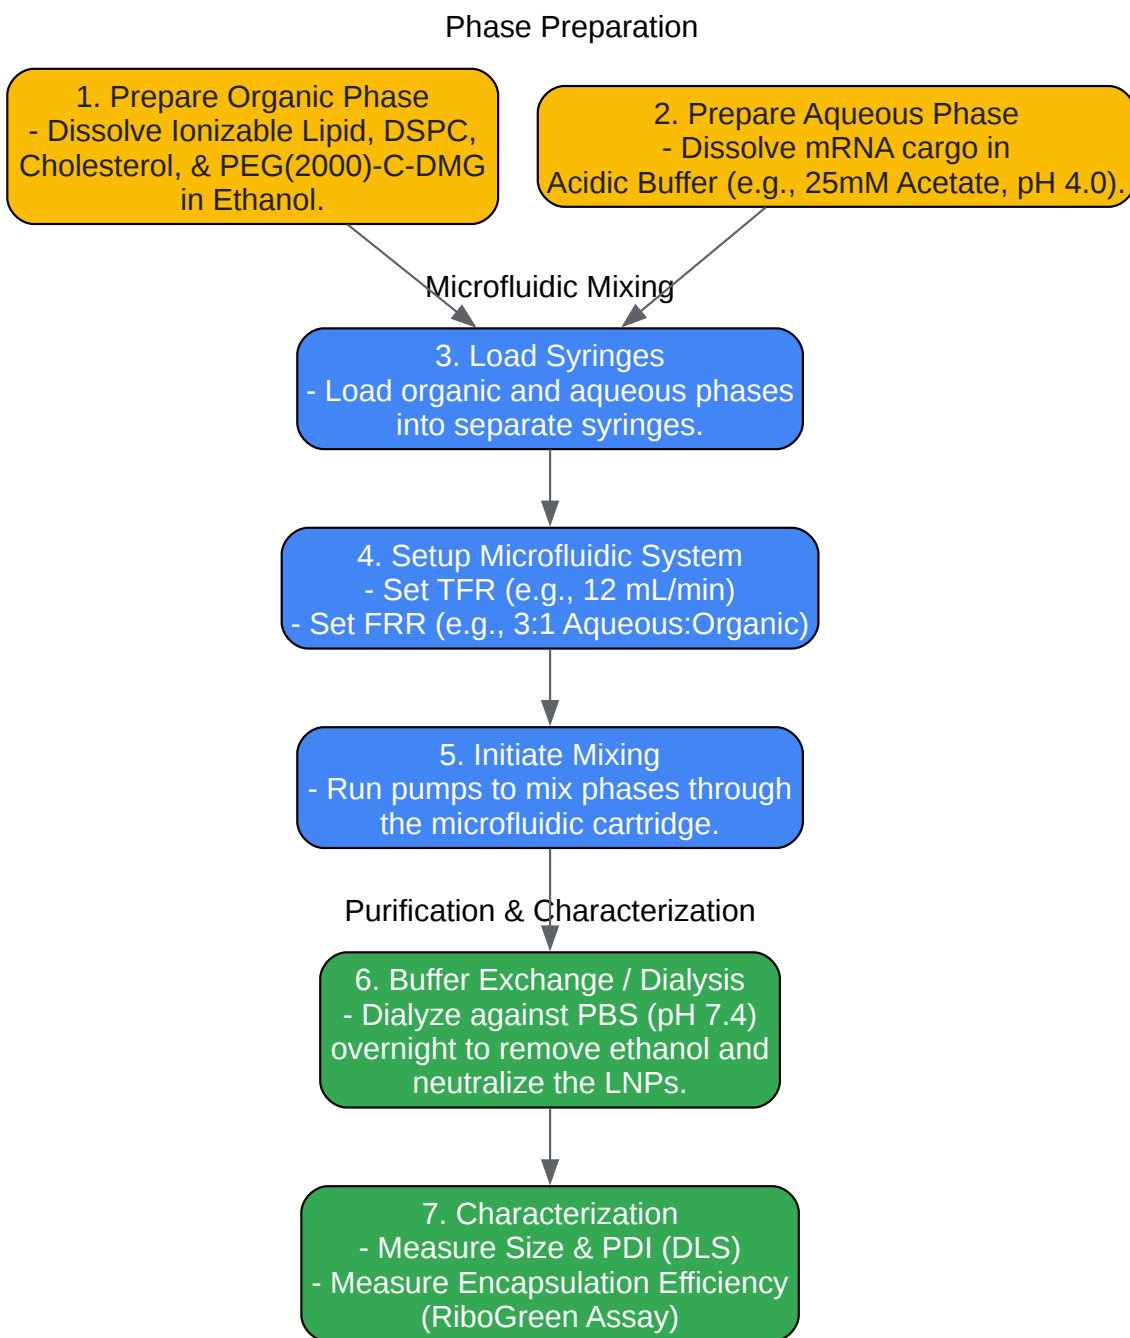 Phase Preparation
1. Prepare Organic Phase
- Dissolve Ionizable Lipid, DSPC,
Cholesterol, & PEG(2000)-C-DMG
in Ethanol.
2. Prepare Aqueous Phase
- Dissolve mRNA cargo in
Acidic Buffer (e.g., 25mM Acetate, pH 4.0).
Microfluidic Mixing
3. Load Syringes
- Load organic and aqueous phases
into separate syringes.
4. Setup Microfluidic System
- Set TFR (e.g., 12 mL/min)
- Set FRR (e.g., 3:1 Aqueous:Organic)
5. Initiate Mixing
- Run pumps to mix phases through
the microfluidic cartridge.
Purification & Characterization
6. Buffer Exchange / Dialysis
- Dialyze against PBS (pH 7.4)
overnight to remove ethanol and
neutralize the LNPs.
7. Characterization
- Measure Size & PDI (DLS)
- Measure Encapsulation Efficiency
(RiboGreen Assay)